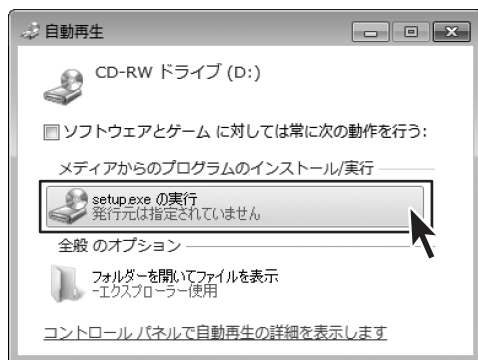 自動再生
CD-RW ドライブ (D:)
ソフトウェアとゲーム に対しては常に次の動作を行う:
メディアからのプログラムのインストール/実行
setup.exe の実行
発行元は指定されていません
全般 のオプション
フォルダーを開いてファイルを表示
-エクスプローラー使用
コントロール パネルで自動再生の詳細を表示します